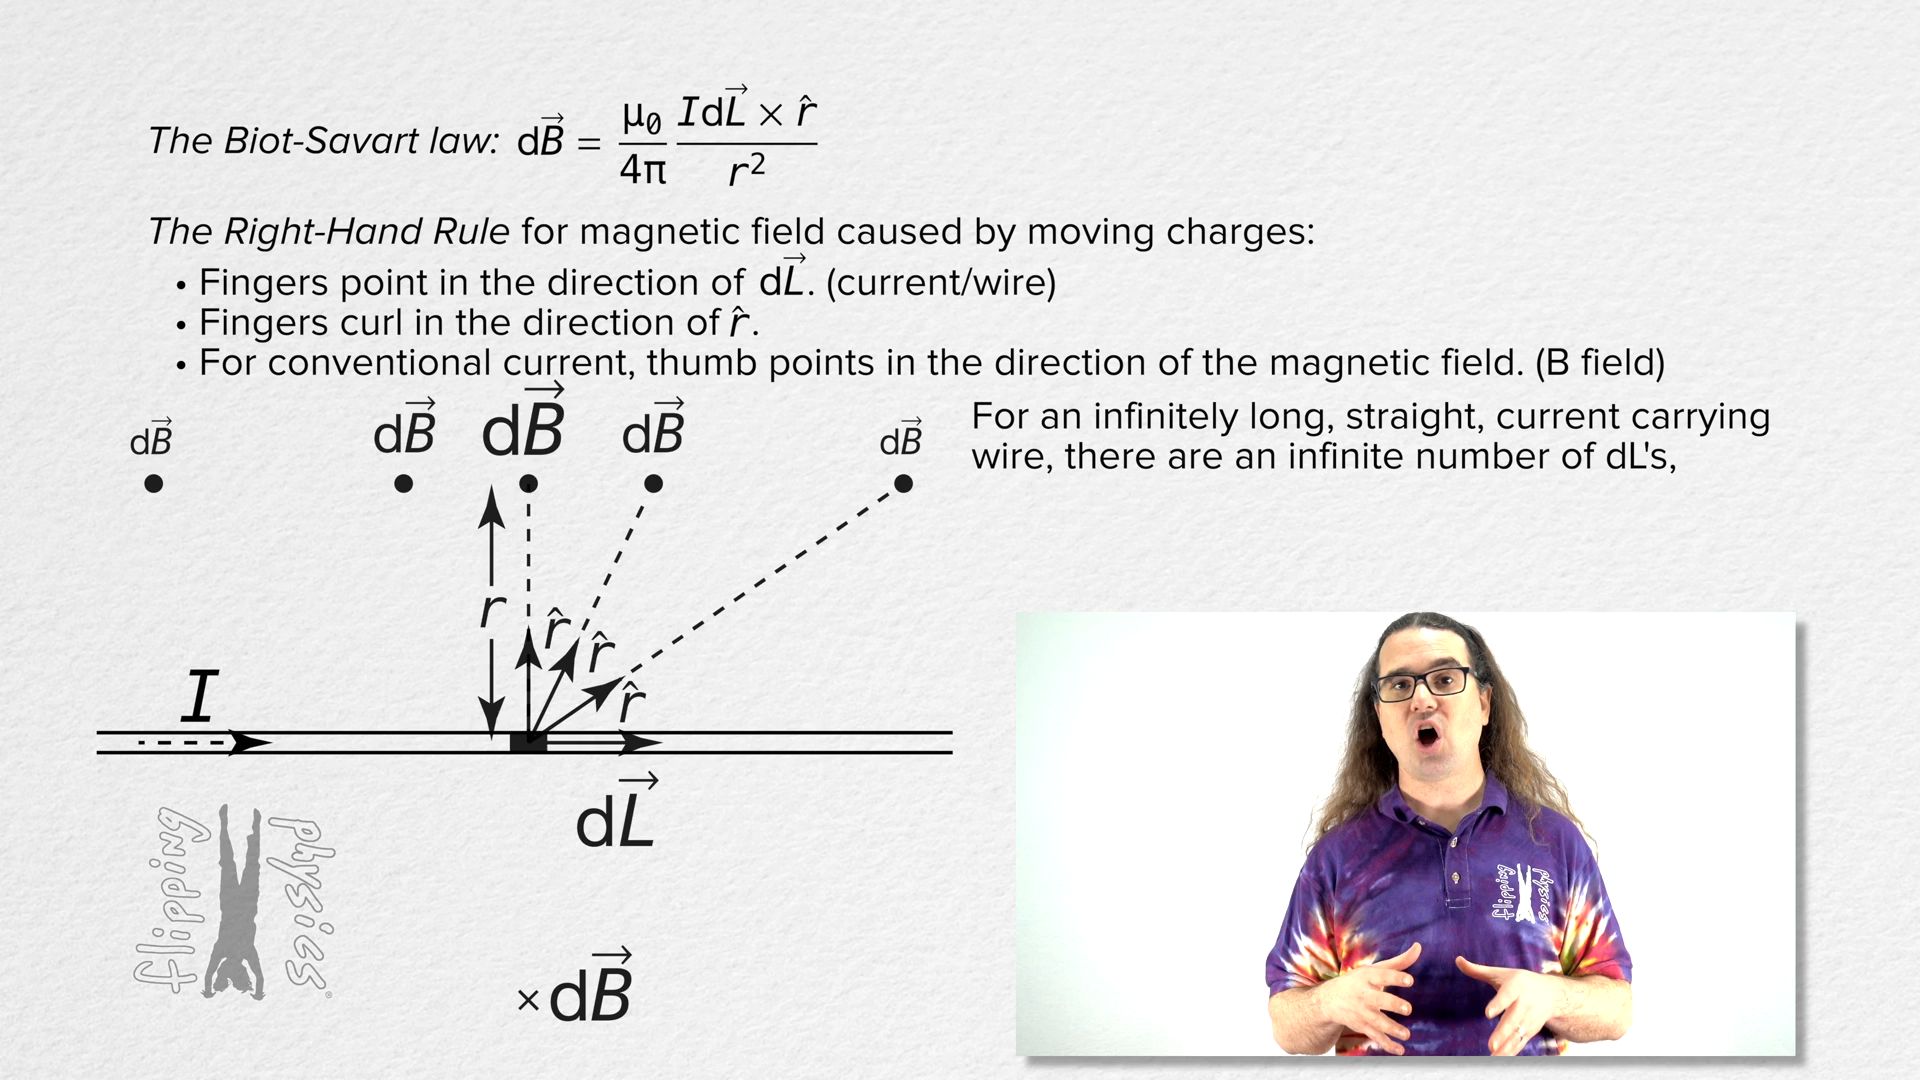 The Biot-Savart law: dB⃗ = μ₀/4π IdL⃗ × r̂/r²
The Right-Hand Rule for magnetic field caused by moving charges:
• Fingers point in the direction of dL⃗. (current/wire)
• Fingers curl in the direction of r̂.
• For conventional current, thumb points in the direction of the magnetic field. (B field)
dB⃗ dB⃗ dB⃗ dB⃗ dB⃗
For an infinitely long, straight, current carrying
wire, there are an infinite number of dL's,
r
r̂
r̂
r̂
I
dL⃗
flipping physics®
×dB⃗
flipping physics